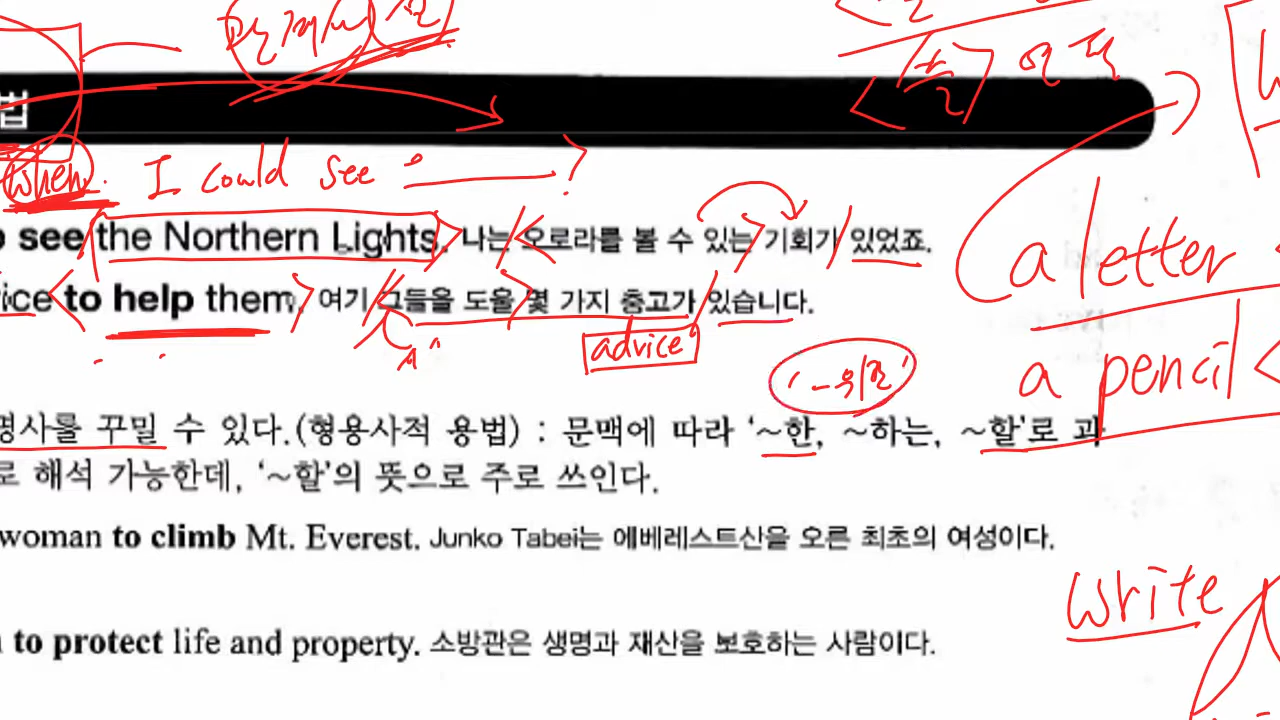 법
when. I could see ?
see the Northern Lights. 나는 오로라를 볼 수 있는 기회가 있었죠.
a letter
ice to help them. 여기 그들을 도울 몇 가지 충고가 있습니다.
advice
a pencil
명사를 꾸밀 수 있다.(형용사적 용법) : 문맥에 따라 '~한, ~하는, ~할'로 과
로 해석 가능한데, '~할'의 뜻으로 주로 쓰인다.
woman to climb Mt. Everest. Junko Tabei는 에베레스트산을 오른 최초의 여성이다.
write
to protect life and property. 소방관은 생명과 재산을 보호하는 사람이다.